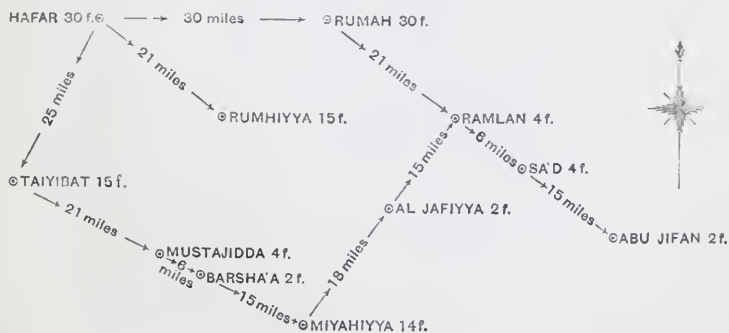 HAFAR 30 f.
30 miles
RUMAH 30 f.
21 miles
21 miles
25 miles
RUMHIYYA 15 f.
RAMLAN 4 f.
6 miles
SA'D 4 f.
15 miles
15 miles
TAIYIBAT 15 f.
AL JAFIYYA 2 f.
ABU JIFAN 2 f.
21 miles
18 miles
MUSTAJIDDA 4 f.
6 miles
BARSHA'A 2 f.
15 miles
MIYAHIYYA 14 f.